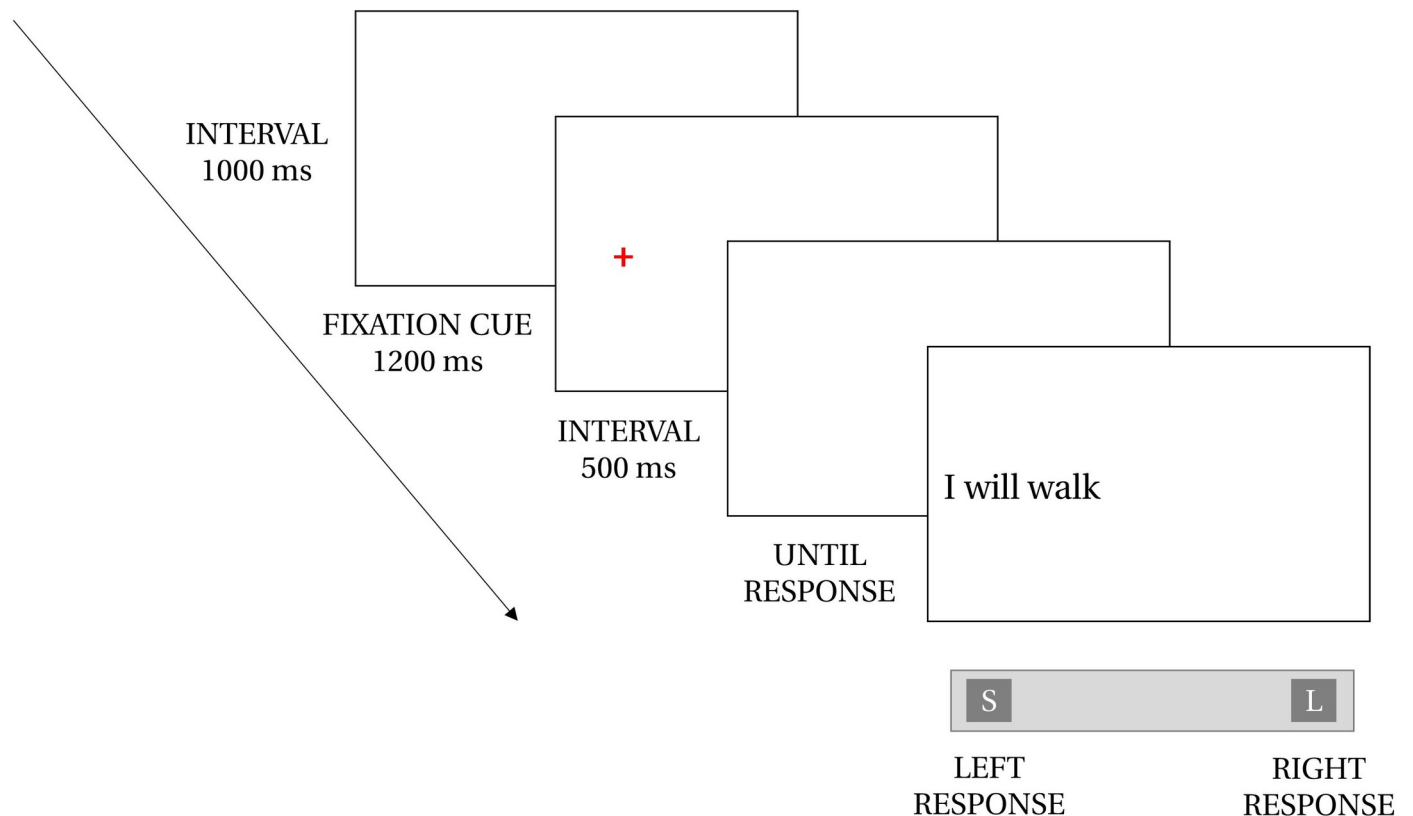 INTERVAL
1000 ms
FIXATION CUE
1200 ms
INTERVAL
500 ms
I will walk
UNTIL
RESPONSE
S
L
LEFT
RESPONSE
RIGHT
RESPONSE